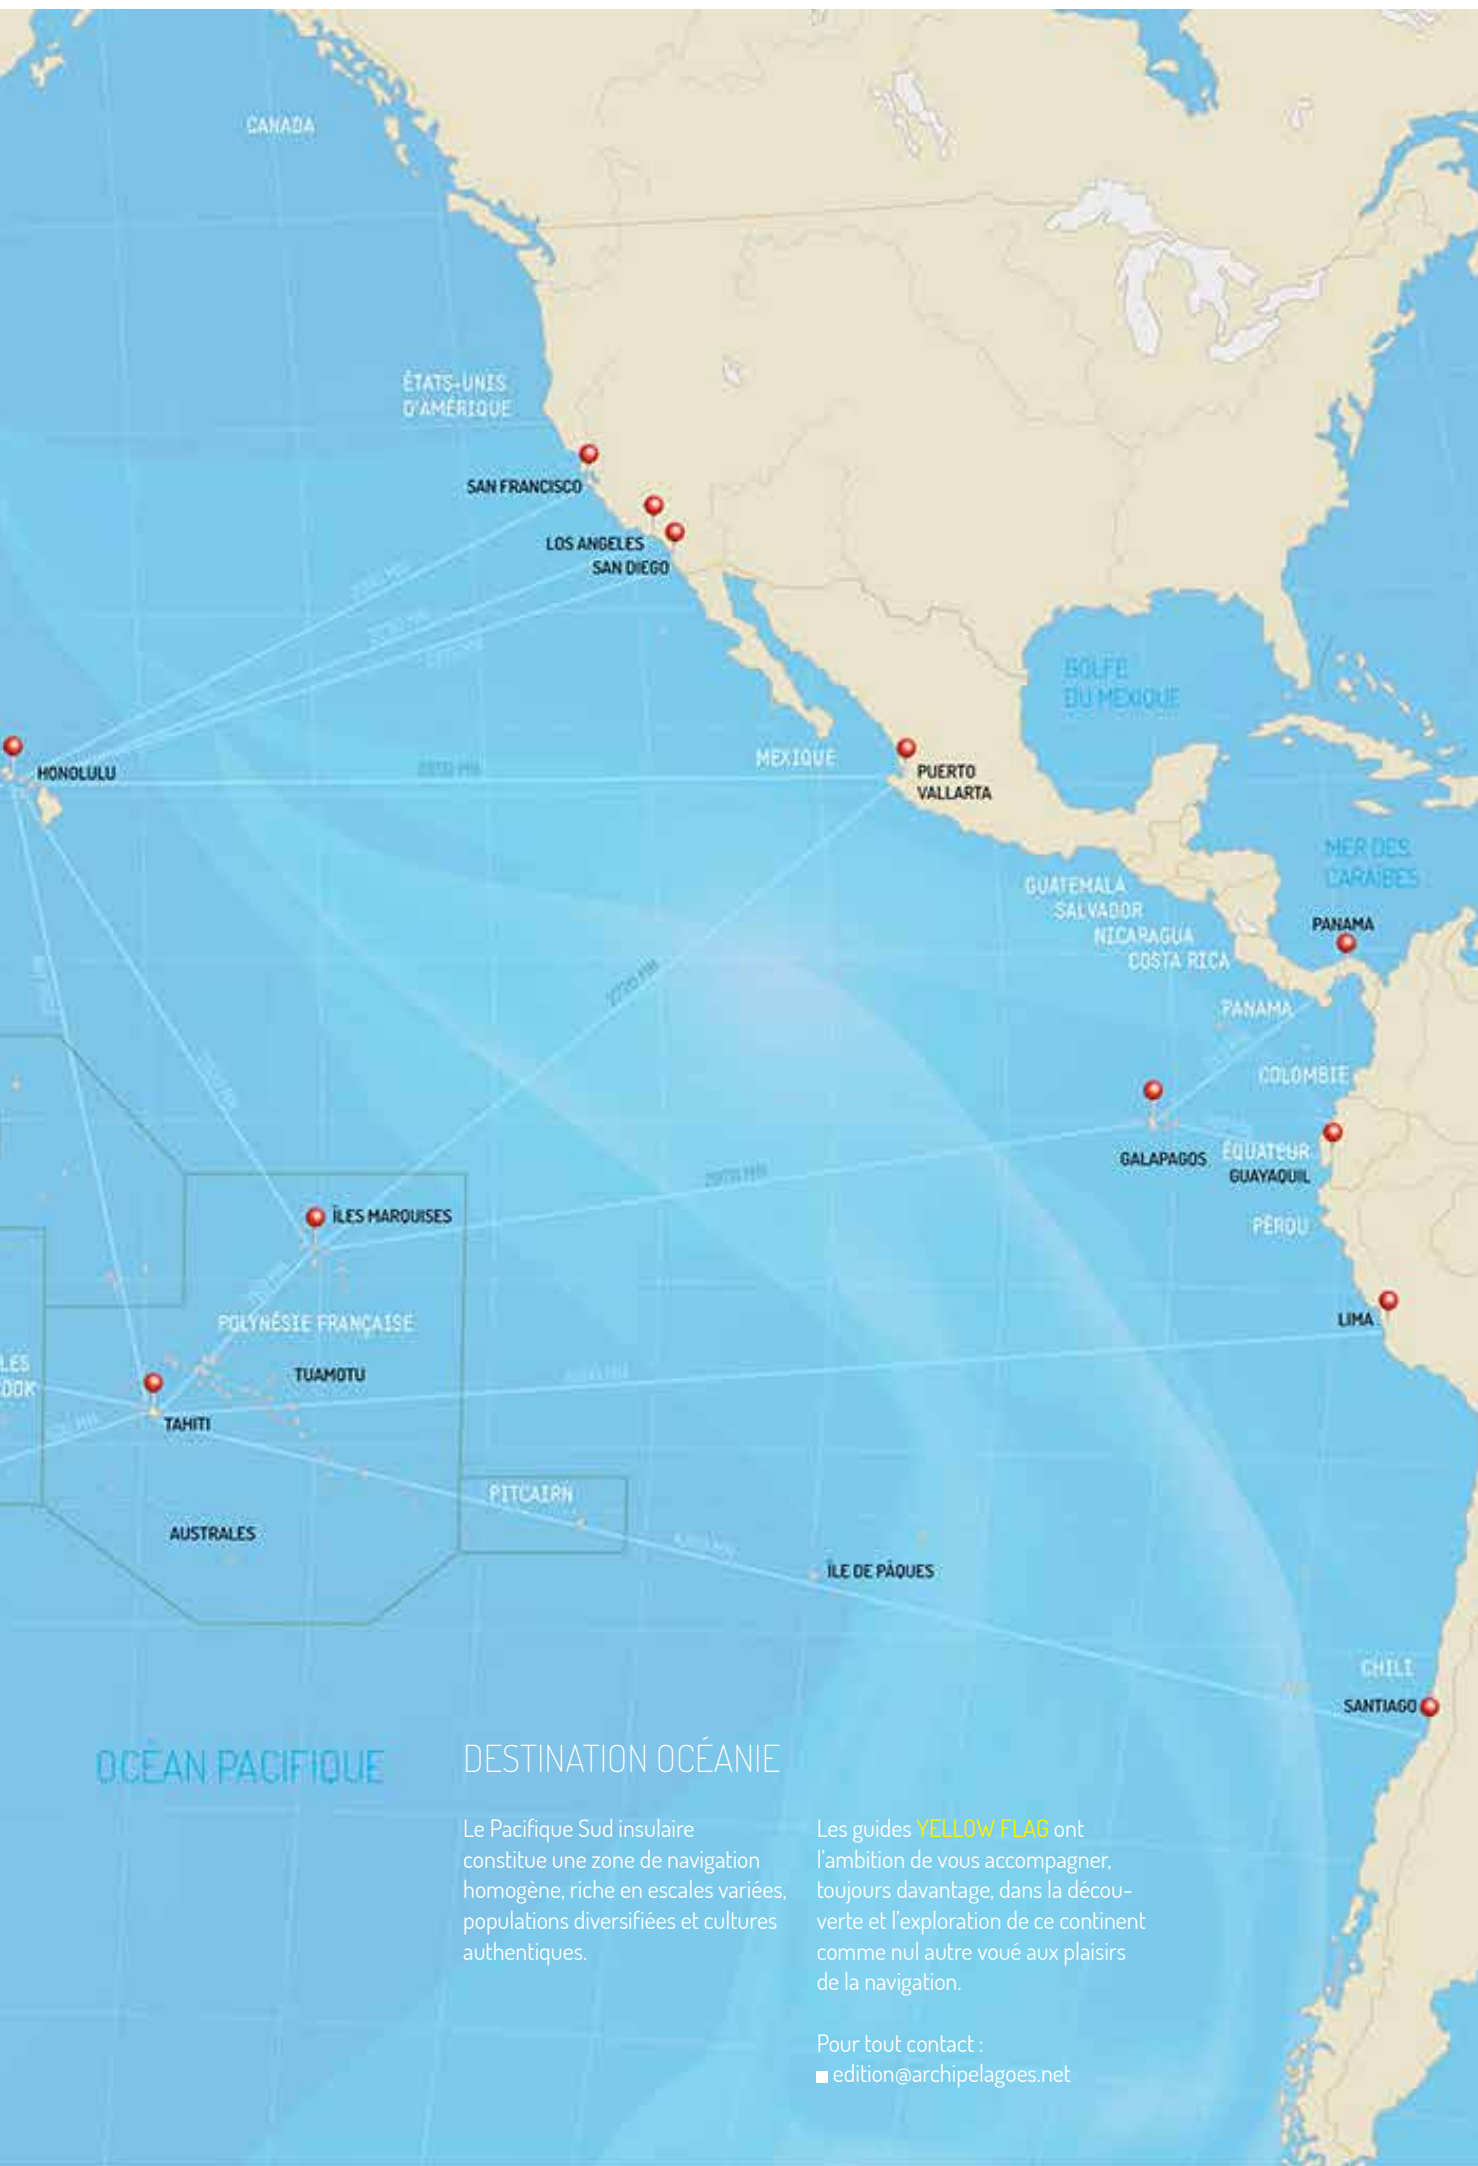 CANADA
ÉTATS-UNIS
D'AMÉRIQUE
SAN FRANCISCO
LOS ANGELES
SAN DIEGO
GOLFE
DU MEXIQUE
HONOLULU
MEXIQUE
PUERTO
VALLARTA
MER DES
CARAÏBES
GUATEMALA
SALVADOR
NICARAGUA
COSTA RICA
PANAMA
PANAMA
COLOMBIE
GALAPAGOS
ÉQUATEUR
GUAYAQUIL
ÎLES MARQUISES
PÉROU
POLYNÉSIE FRANÇAISE
LIMA
LES
OOK
TUAMOTU
TAHITI
PITCAIRN
AUSTRALES
ÎLE DE PÂQUES
CHILI
SANTIAGO
OCÉAN PACIFIQUE
DESTINATION OCÉANIE
Le Pacifique Sud insulaire
constitue une zone de navigation
homogène, riche en escales variées,
populations diversifiées et cultures
authentiques.
Les guides YELLOW FLAG ont
l'ambition de vous accompagner,
toujours davantage, dans la décou-
verte et l'exploration de ce continent
comme nul autre voué aux plaisirs
de la navigation.
Pour tout contact :
edition@archipelagoes.net